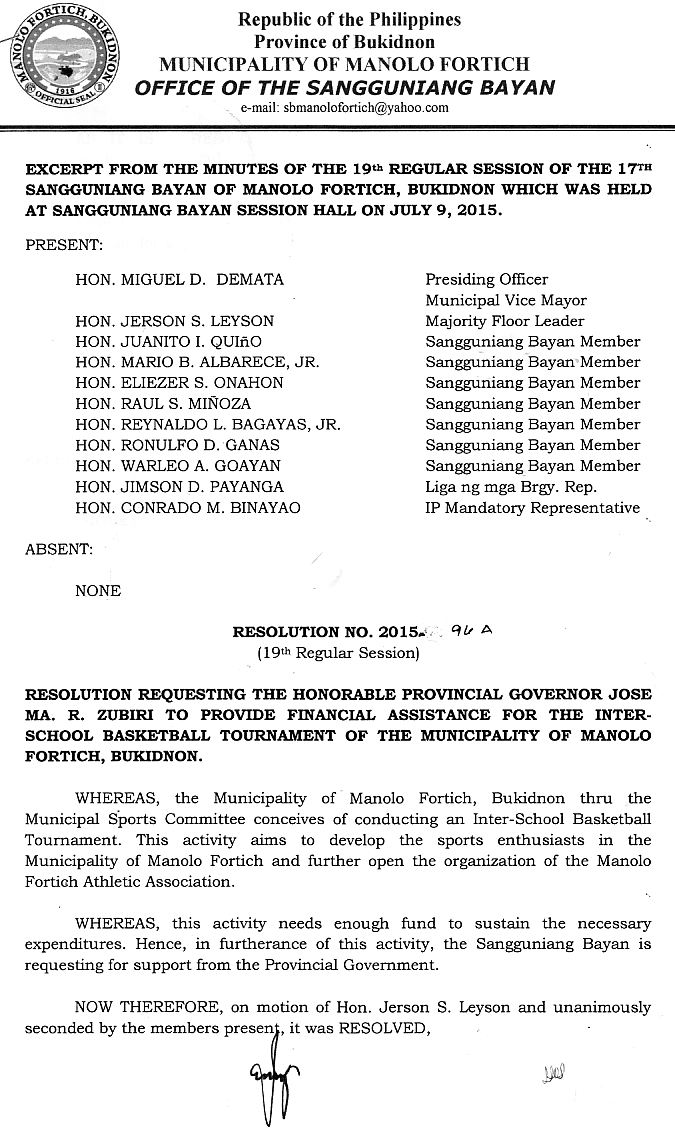 MANOLO FORTICH, BUKIDNON
1916
OFFICIAL SEAL
Republic of the Philippines
Province of Bukidnon
MUNICIPALITY OF MANOLO FORTICH
OFFICE OF THE SANGGUNIANG BAYAN
e-mail: sbmanolofortich@yahoo.com
EXCERPT FROM THE MINUTES OF THE 19th REGULAR SESSION OF THE 17TH
SANGGUNIANG BAYAN OF MANOLO FORTICH, BUKIDNON WHICH WAS HELD
AT SANGGUNIANG BAYAN SESSION HALL ON JULY 9, 2015.
PRESENT:
HON. MIGUEL D. DEMATA Presiding Officer
Municipal Vice Mayor
HON. JERSON S. LEYSON Majority Floor Leader
HON. JUANITO I. QUIñO Sangguniang Bayan Member
HON. MARIO B. ALBARECE, JR. Sangguniang Bayan Member
HON. ELIEZER S. ONAHON Sangguniang Bayan Member
HON. RAUL S. MIÑOZA Sangguniang Bayan Member
HON. REYNALDO L. BAGAYAS, JR. Sangguniang Bayan Member
HON. RONULFO D. GANAS Sangguniang Bayan Member
HON. WARLEO A. GOAYAN Sangguniang Bayan Member
HON. JIMSON D. PAYANGA Liga ng mga Brgy. Rep.
HON. CONRADO M. BINAYAO IP Mandatory Representative
ABSENT:
NONE
RESOLUTION NO. 2015-
(19th Regular Session)
RESOLUTION REQUESTING THE HONORABLE PROVINCIAL GOVERNOR JOSE
MA. R. ZUBIRI TO PROVIDE FINANCIAL ASSISTANCE FOR THE INTER-
SCHOOL BASKETBALL TOURNAMENT OF THE MUNICIPALITY OF MANOLO
FORTICH, BUKIDNON.
WHEREAS, the Municipality of Manolo Fortich, Bukidnon thru the
Municipal Sports Committee conceives of conducting an Inter-School Basketball
Tournament. This activity aims to develop the sports enthusiasts in the
Municipality of Manolo Fortich and further open the organization of the Manolo
Fortich Athletic Association.
WHEREAS, this activity needs enough fund to sustain the necessary
expenditures. Hence, in furtherance of this activity, the Sangguniang Bayan is
requesting for support from the Provincial Government.
NOW THEREFORE, on motion of Hon. Jerson S. Leyson and unanimously
seconded by the members present, it was RESOLVED,